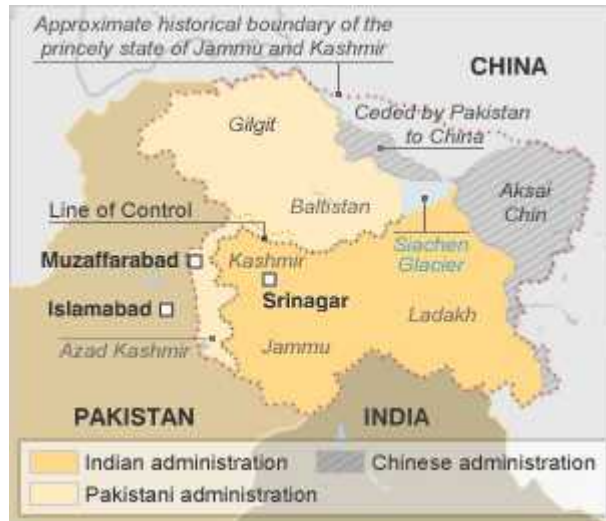 Approximate historical boundary of the
princely state of Jammu and Kashmir
CHINA
Ceded by Pakistan
to China
Gilgit
Aksai
Chin
Baltistan
Line of Control
Siachen
Glacier
Muzaffarabad
Kashmir
Srinagar
Islamabad
Ladakh
Azad Kashmir
Jammu
PAKISTAN
INDIA
Indian administration
Chinese administration
Pakistani administration